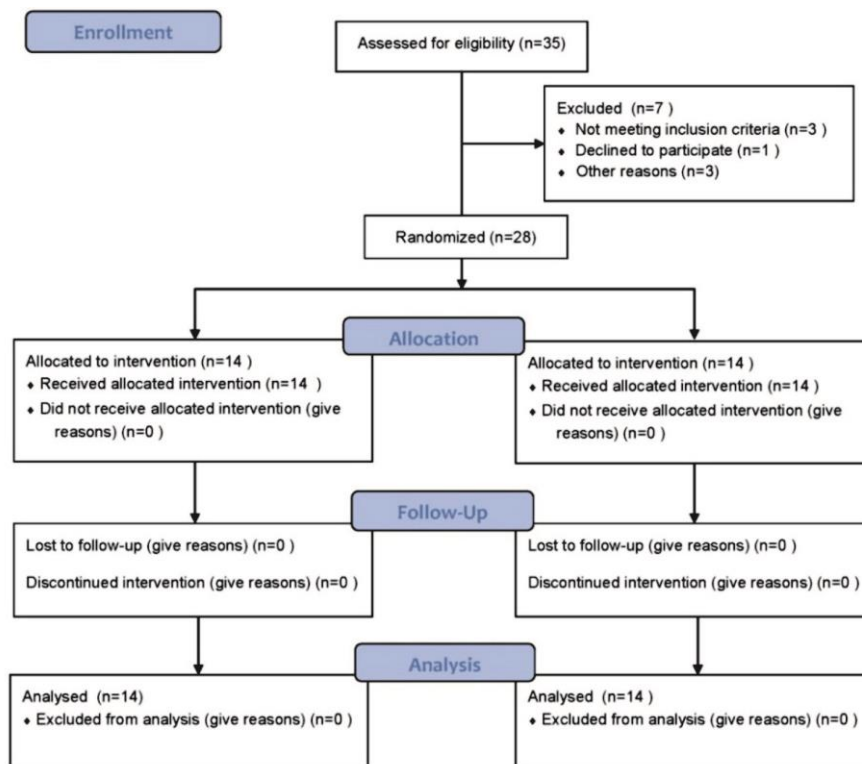 Enrollment
Assessed for eligibility (n=35)
Excluded (n=7 )
♦ Not meeting inclusion criteria (n=3 )
♦ Declined to participate (n=1 )
♦ Other reasons (n=3)
Randomized (n=28)
Allocation
Allocated to intervention (n=14 )
♦ Received allocated intervention (n=14 )
♦ Did not receive allocated intervention (give
reasons) (n=0 )
Allocated to intervention (n=14 )
♦ Received allocated intervention (n=14 )
♦ Did not receive allocated intervention (give
reasons) (n=0 )
Follow-Up
Lost to follow-up (give reasons) (n=0 )
Discontinued intervention (give reasons) (n=0 )
Lost to follow-up (give reasons) (n=0 )
Discontinued intervention (give reasons) (n=0 )
Analysis
Analysed (n=14)
♦ Excluded from analysis (give reasons) (n=0 )
Analysed (n=14 )
♦ Excluded from analysis (give reasons) (n=0 )